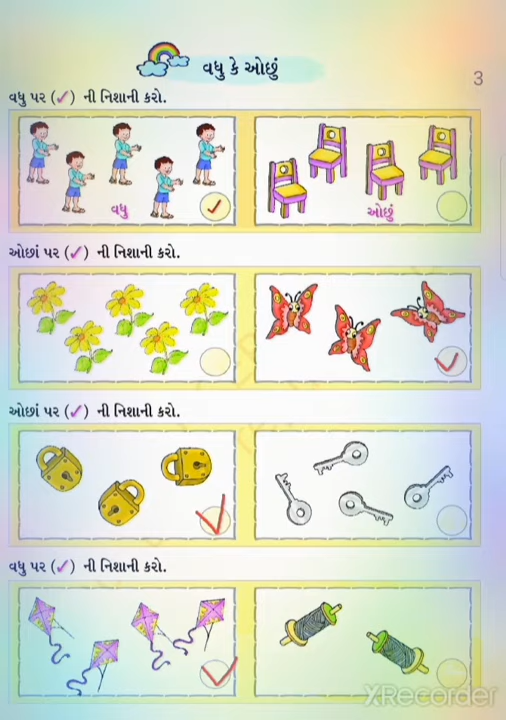 વધુ કે ઓછું
3
વધુ પર (✓) ની નિશાની કરો.
વધુ
ઓછું
ઓછાં પર (✓) ની નિશાની કરો.
ઓછાં પર (✓) ની નિશાની કરો.
વધુ પર (✓) ની નિશાની કરો.
XRecorder